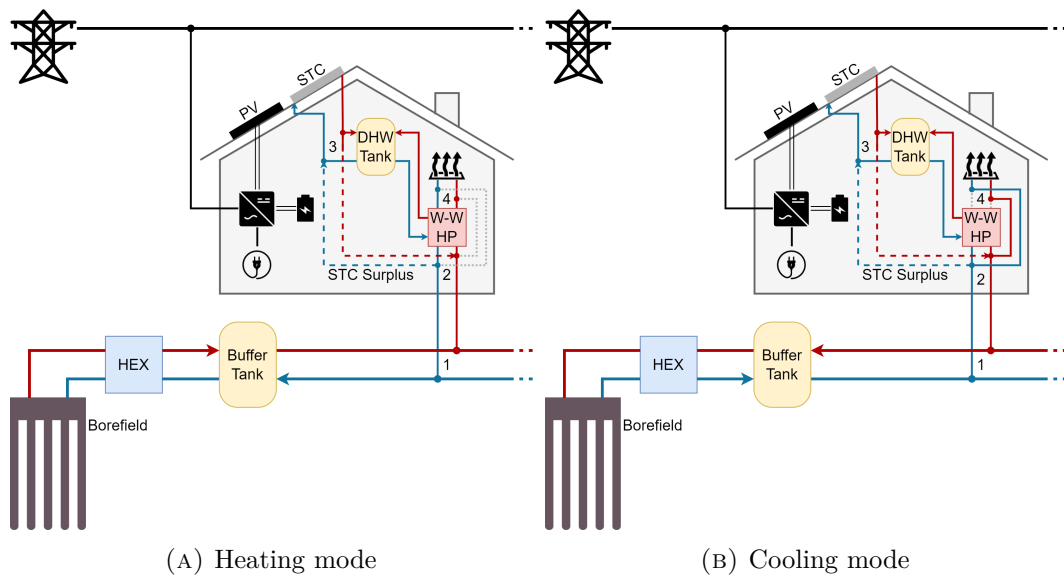 STC
PV
3
DHW
Tank
4
W-W
HP
STC Surplus
2
HEX
Buffer
Tank
1
Borefield
(A) Heating mode
STC
PV
3
DHW
Tank
4
W-W
HP
STC Surplus
2
HEX
Buffer
Tank
1
Borefield
(B) Cooling mode